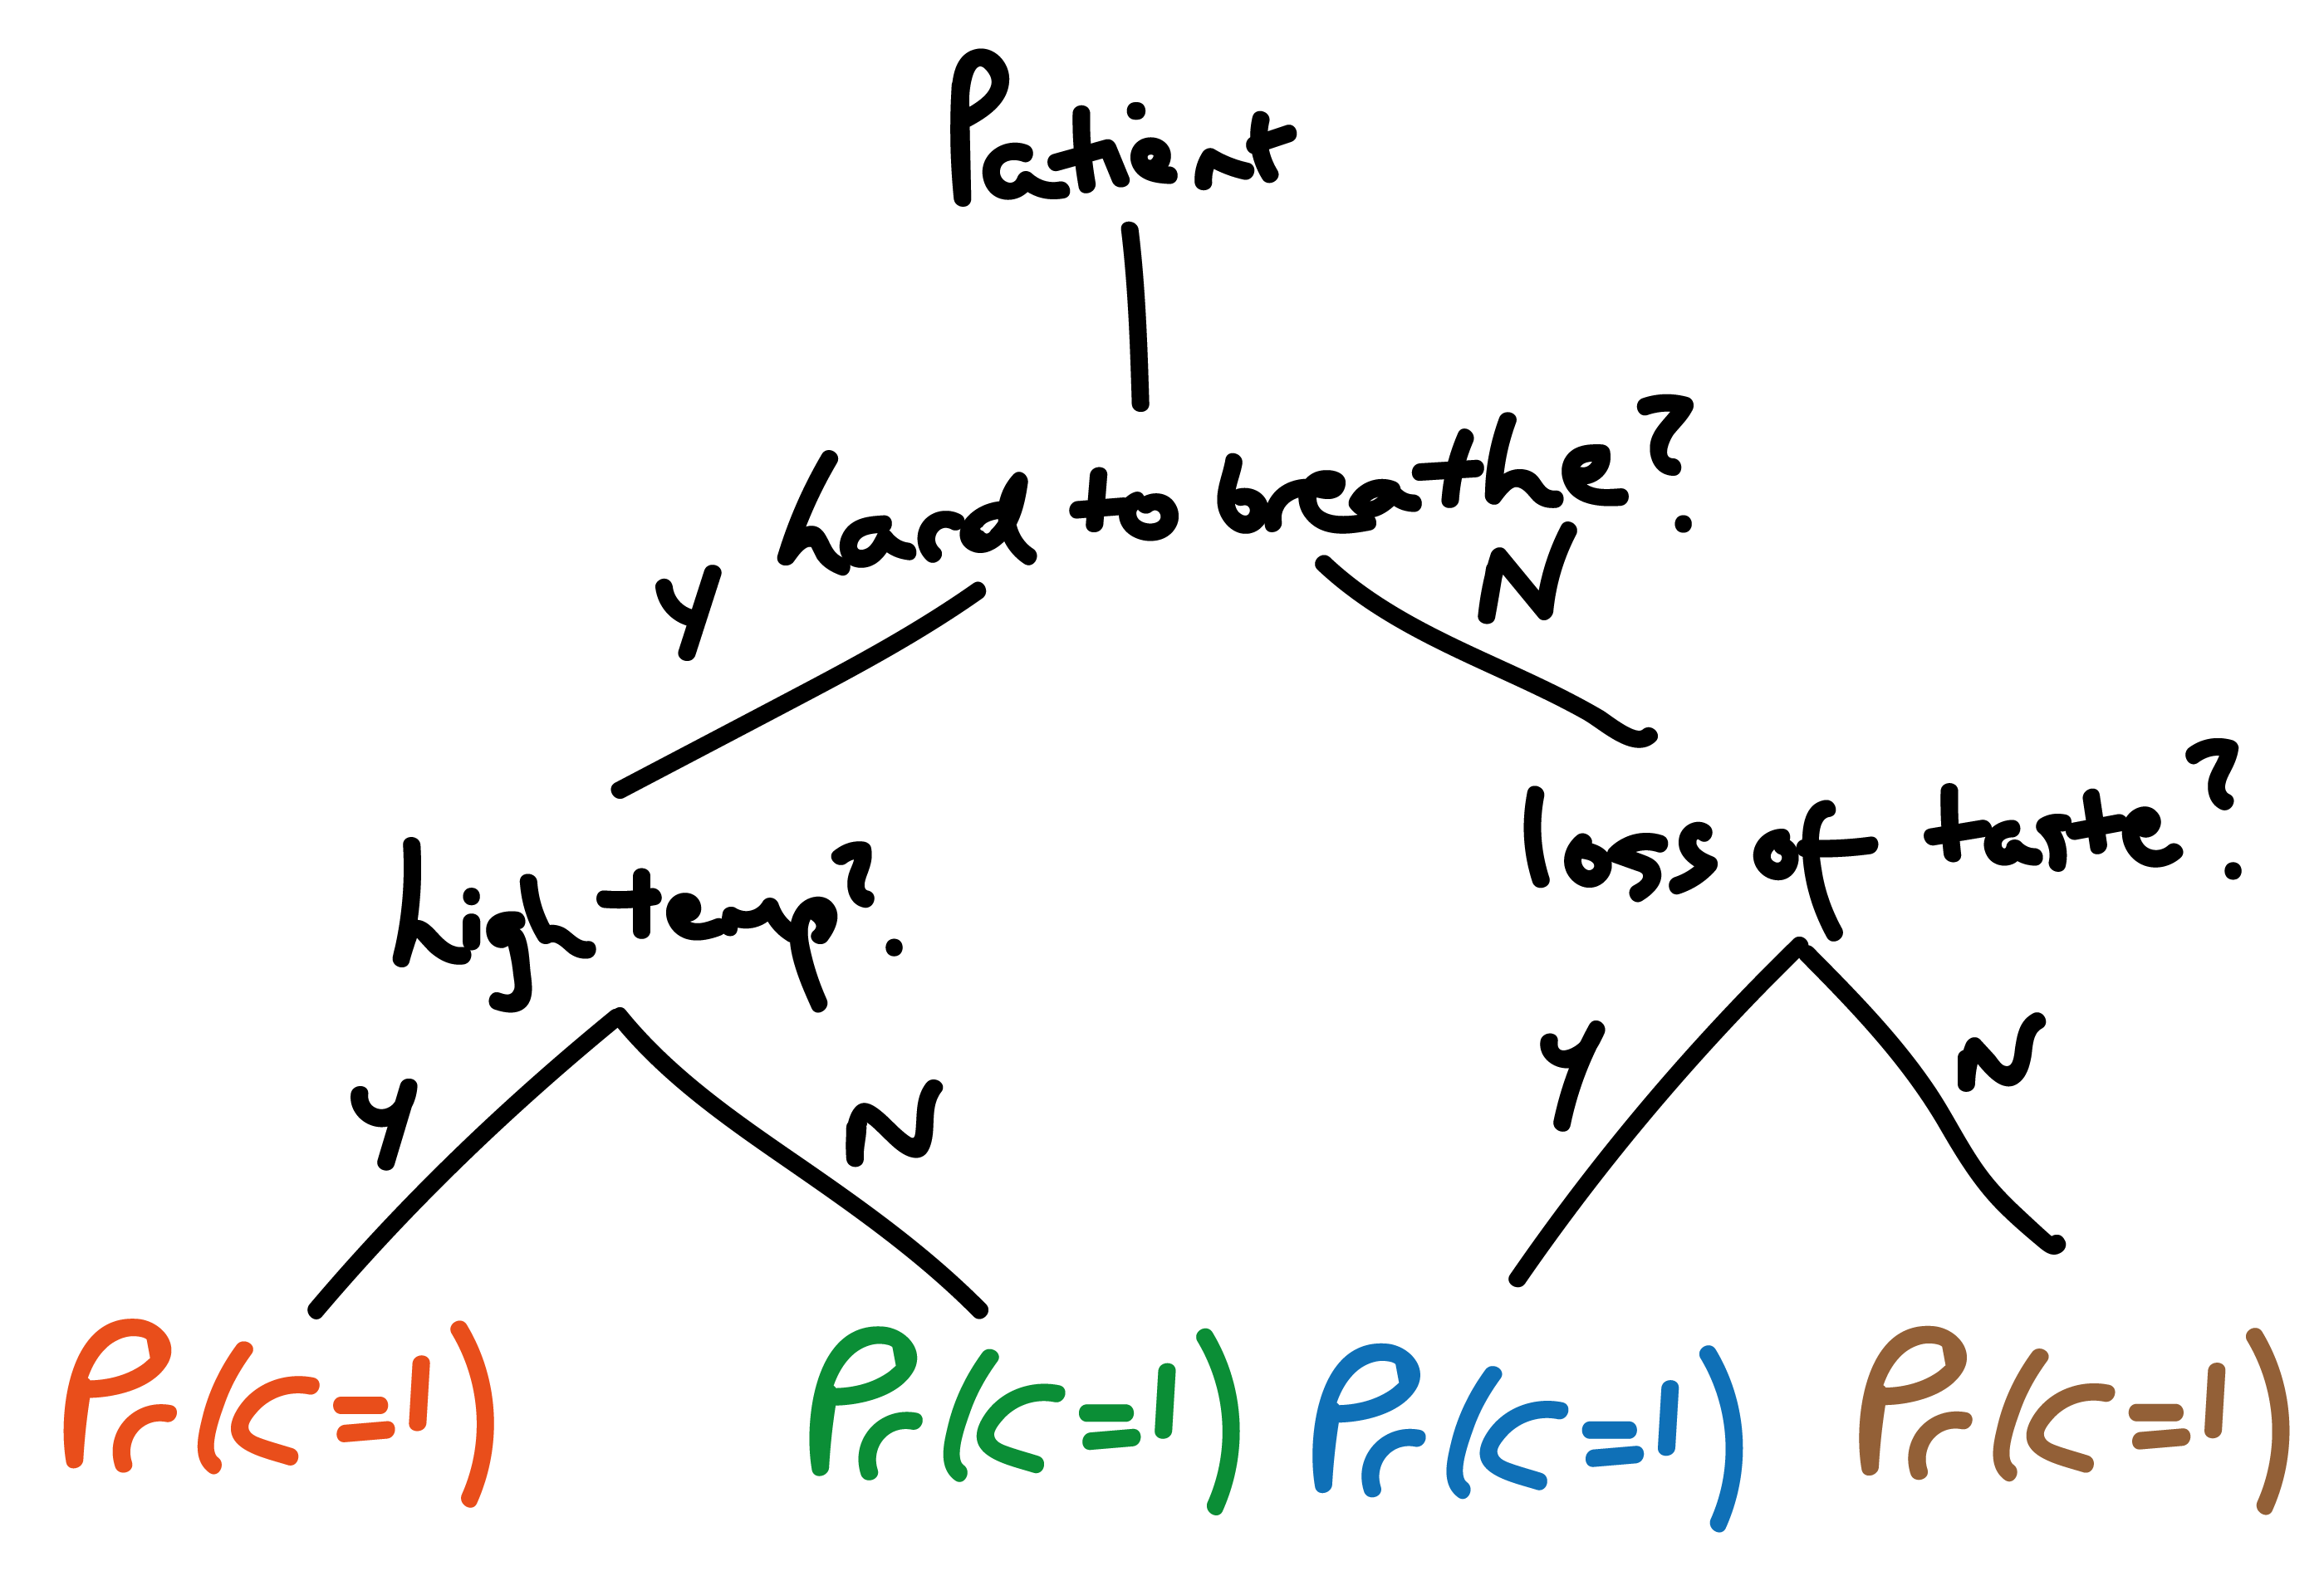 Patient
hard to breathe?
Y
N
high temp?
loss of taste?
Y
N
Y
N
Pr(C=1)
Pr(C=1)
Pr(C=1)
Pr(C=1)